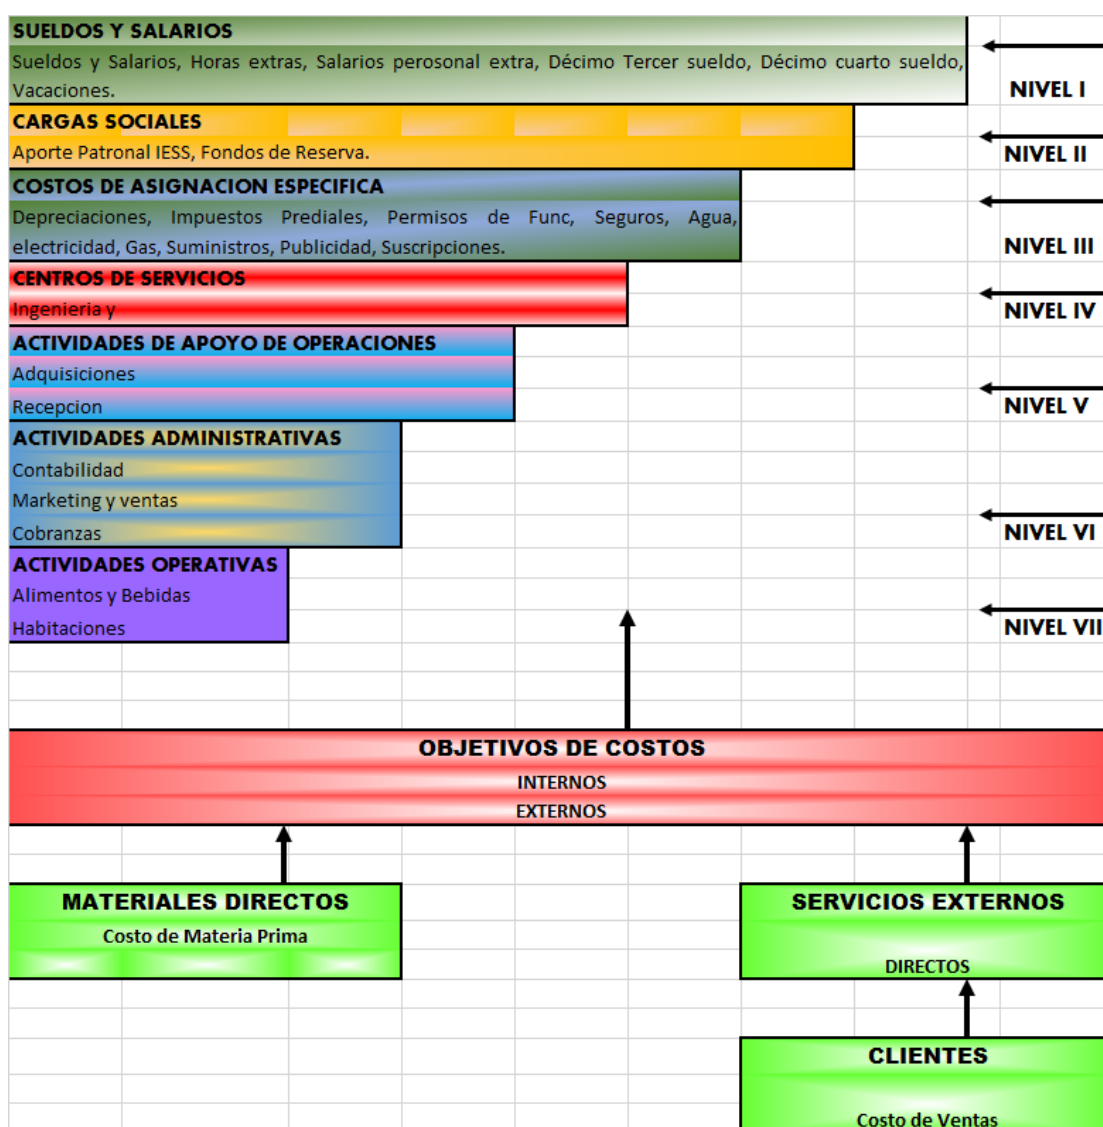 SUELDOS Y SALARIOS
Sueldos y Salarios, Horas extras, Salarios perosonal extra, Décimo Tercer sueldo, Décimo cuarto sueldo,
Vacaciones.
NIVEL I
CARGAS SOCIALES
Aporte Patronal IESS, Fondos de Reserva.
NIVEL II
COSTOS DE ASIGNACION ESPECIFICA
Depreciaciones, Impuestos Prediales, Permisos de Func, Seguros, Agua,
electricidad, Gas, Suministros, Publicidad, Suscripciones.
NIVEL III
CENTROS DE SERVICIOS
Ingenieria y
NIVEL IV
ACTIVIDADES DE APOYO DE OPERACIONES
Adquisiciones
Recepcion
NIVEL V
ACTIVIDADES ADMINISTRATIVAS
Contabilidad
Marketing y ventas
Cobranzas
NIVEL VI
ACTIVIDADES OPERATIVAS
Alimentos y Bebidas
Habitaciones
NIVEL VII
OBJETIVOS DE COSTOS
INTERNOS
EXTERNOS
MATERIALES DIRECTOS
Costo de Materia Prima
SERVICIOS EXTERNOS
DIRECTOS
CLIENTES
Costo de Ventas